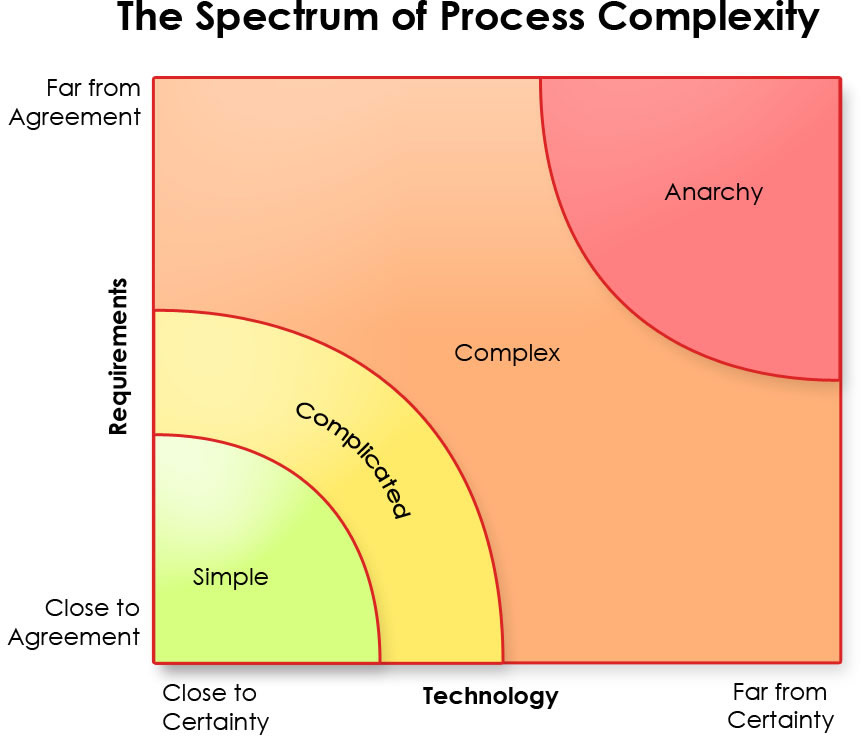 The Spectrum of Process Complexity
Far from
Agreement
Anarchy
Requirements
Complex
Complicated
Simple
Close to
Agreement
Close to
Certainty
Technology
Far from
Certainty